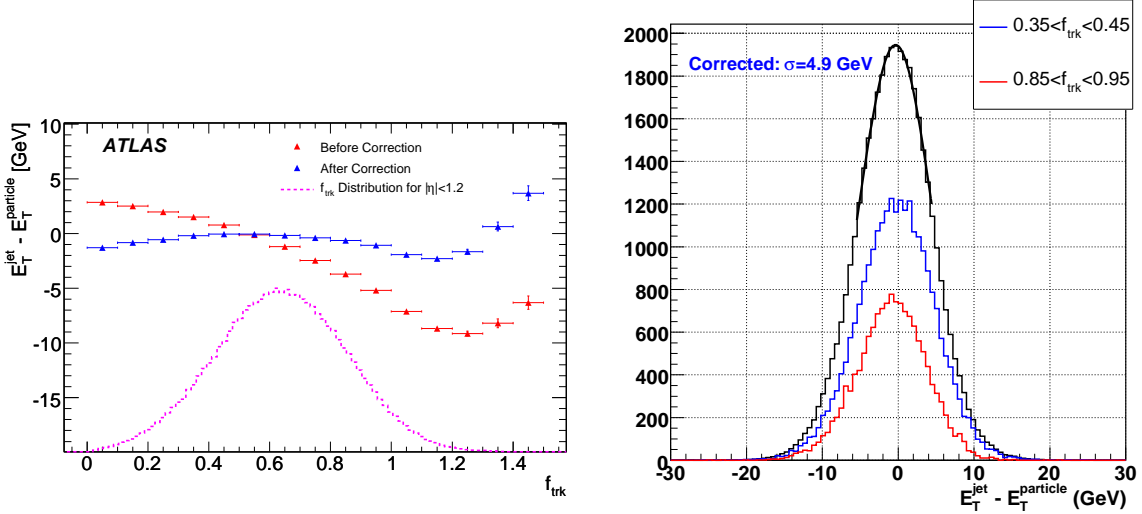 E_T^jet - E_T^particle [GeV]
10
5
0
-5
-10
-15
ATLAS
Before Correction
After Correction
f_trk Distribution for |η|<1.2
0 0.2 0.4 0.6 0.8 1 1.2 1.4
f_trk
0.35<f_trk<0.45
0.85<f_trk<0.95
Corrected: σ=4.9 GeV
2000
1800
1600
1400
1200
1000
800
600
400
200
0
-30 -20 -10 0 10 20 30
E_T^jet - E_T^particle (GeV)